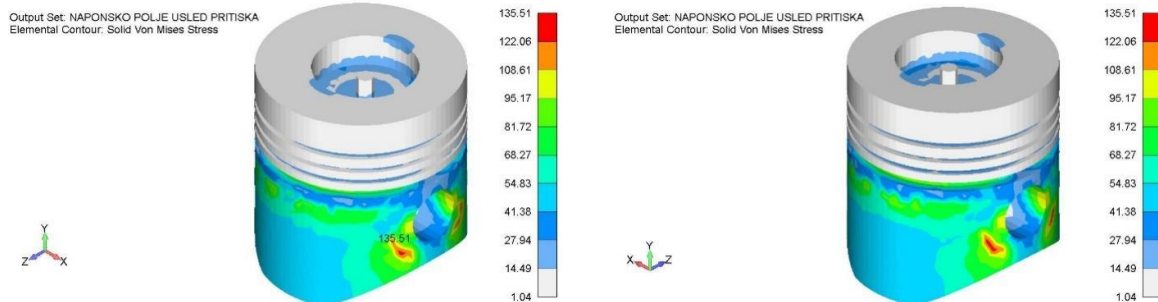 Output Set: NAPONSKO POLJE USLED PRITISKA
Elemental Contour: Solid Von Mises Stress
135.51
122.06
108.61
95.17
81.72
68.27
54.83
41.38
27.94
14.49
1.04
135.51
Y
Z
X
Output Set: NAPONSKO POLJE USLED PRITISKA
Elemental Contour: Solid Von Mises Stress
135.51
122.06
108.61
95.17
81.72
68.27
54.83
41.38
27.94
14.49
1.04
Y
X
Z